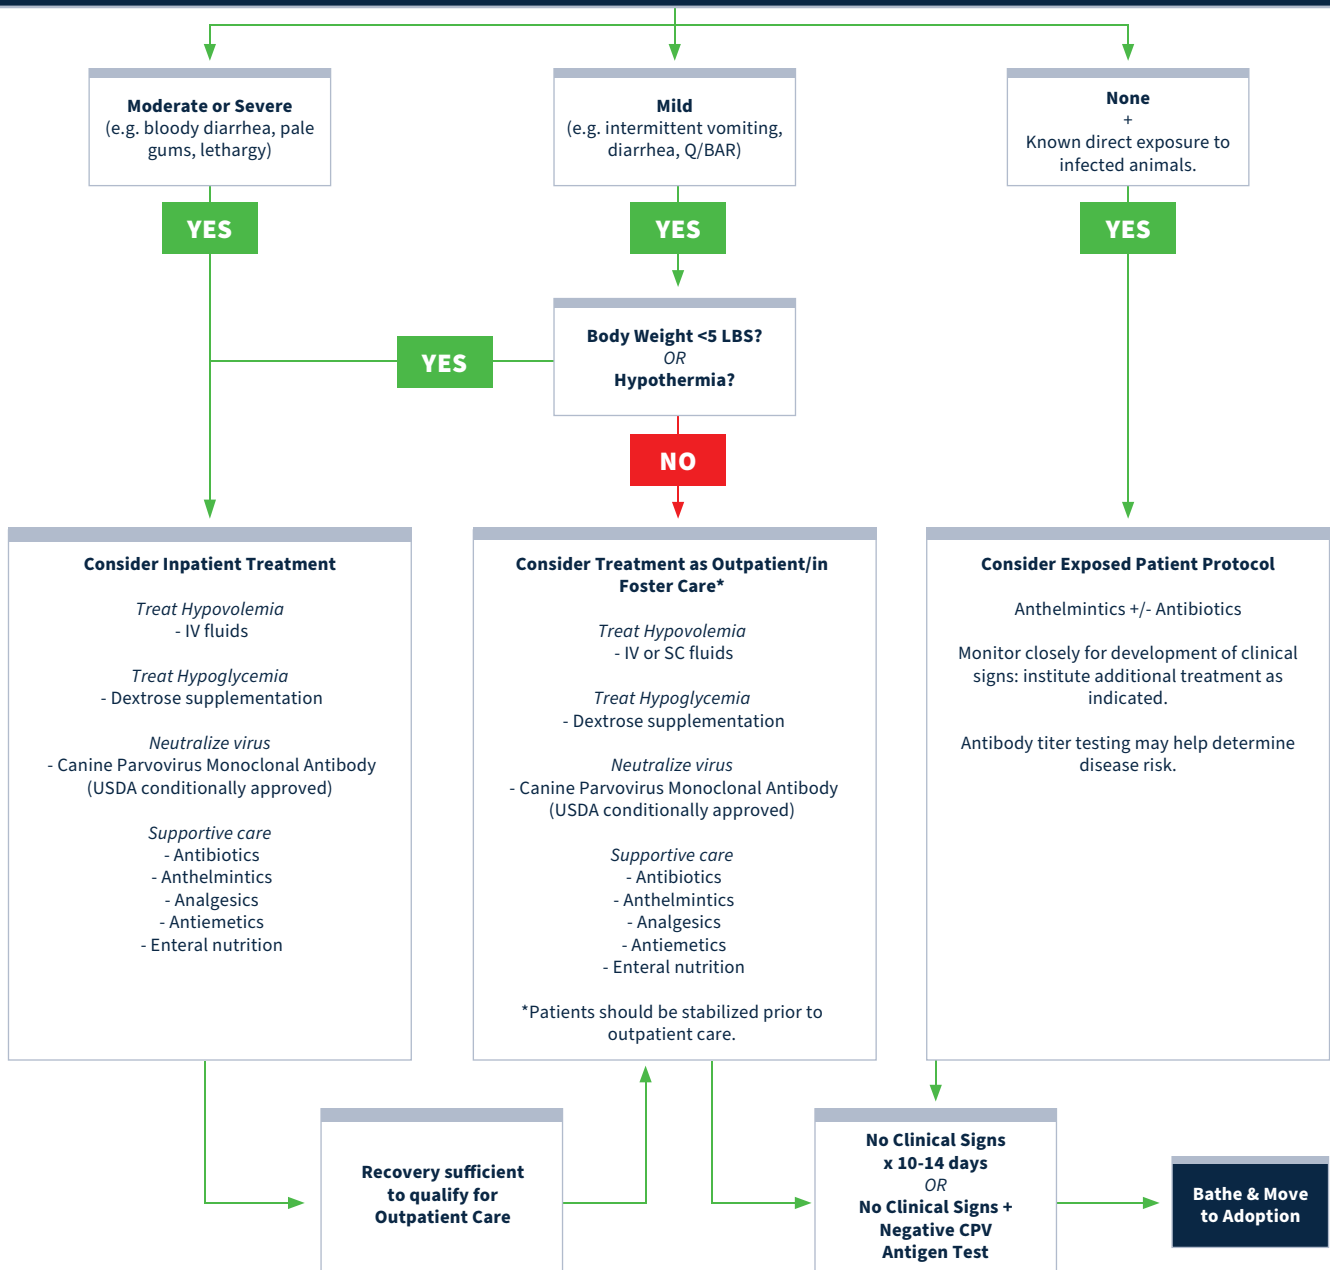 Moderate or Severe
(e.g. bloody diarrhea, pale
gums, lethargy)
Mild
(e.g. intermittent vomiting,
diarrhea, Q/BAR)
None
+
Known direct exposure to
infected animals.
YES
YES
YES
Body Weight <5 LBS?
OR
Hypothermia?
YES
NO
Consider Inpatient Treatment
Treat Hypovolemia
- IV fluids
Treat Hypoglycemia
- Dextrose supplementation
Neutralize virus
- Canine Parvovirus Monoclonal Antibody
(USDA conditionally approved)
Supportive care
- Antibiotics
- Anthelmintics
- Analgesics
- Antiemetics
- Enteral nutrition
Consider Treatment as Outpatient/in
Foster Care*
Treat Hypovolemia
- IV or SC fluids
Treat Hypoglycemia
- Dextrose supplementation
Neutralize virus
- Canine Parvovirus Monoclonal Antibody
(USDA conditionally approved)
Supportive care
- Antibiotics
- Anthelmintics
- Analgesics
- Antiemetics
- Enteral nutrition
*Patients should be stabilized prior to
outpatient care.
Consider Exposed Patient Protocol
Anthelmintics +/- Antibiotics
Monitor closely for development of clinical
signs: institute additional treatment as
indicated.
Antibody titer testing may help determine
disease risk.
Recovery sufficient
to qualify for
Outpatient Care
No Clinical Signs
x 10-14 days
OR
No Clinical Signs +
Negative CPV
Antigen Test
Bathe & Move
to Adoption